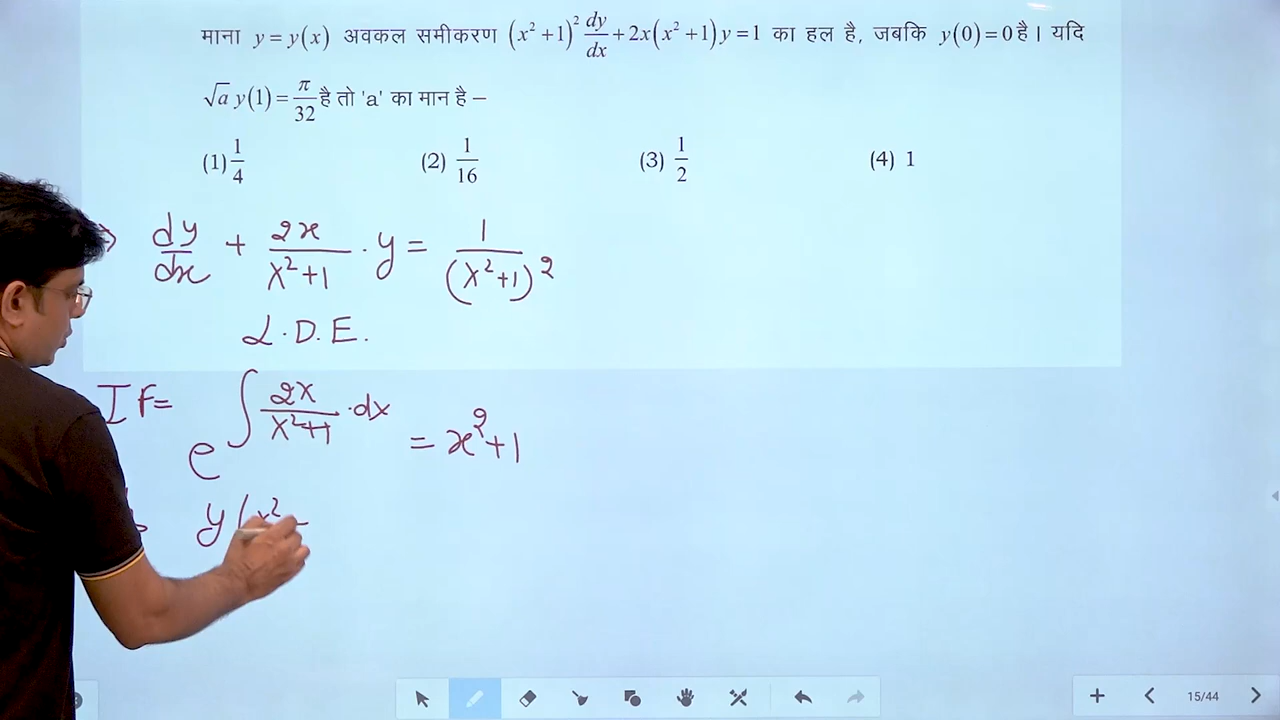 माना y = y(x) अवकल समीकरण (x² + 1)² dy/dx + 2x(x² + 1)y = 1 का हल है, जबकि y(0) = 0 है। यदि
√a y(1) = π/32 है तो 'a' का मान है –
(1) 1/4 (2) 1/16 (3) 1/2 (4) 1
dy/dx + 2x/(x²+1) · y = 1/(x²+1)²
L.D.E.
IF = e^∫ 2x/(x²+1) · dx = x²+1
y(x²
15/44